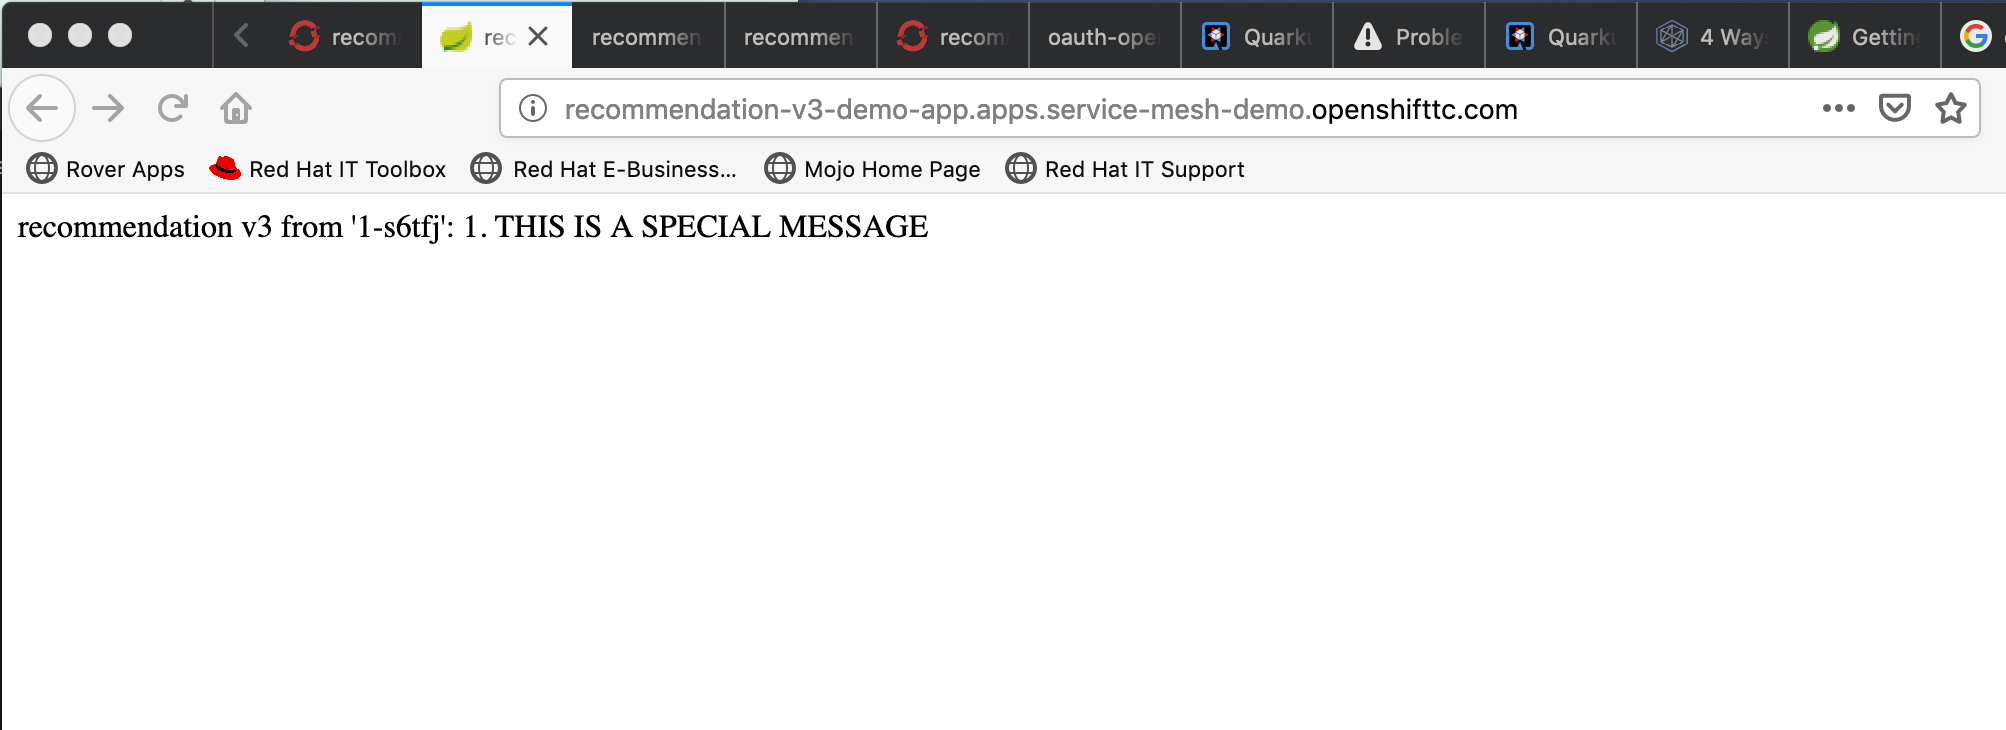 recom rec recommen recommen recom oauth-ope Quark Proble Quark 4 Way Gettin
recommendation-v3-demo-app.apps.service-mesh-demo.openshifttc.com
Rover Apps Red Hat IT Toolbox Red Hat E-Business... Mojo Home Page Red Hat IT Support
recommendation v3 from '1-s6tfj': 1. THIS IS A SPECIAL MESSAGE